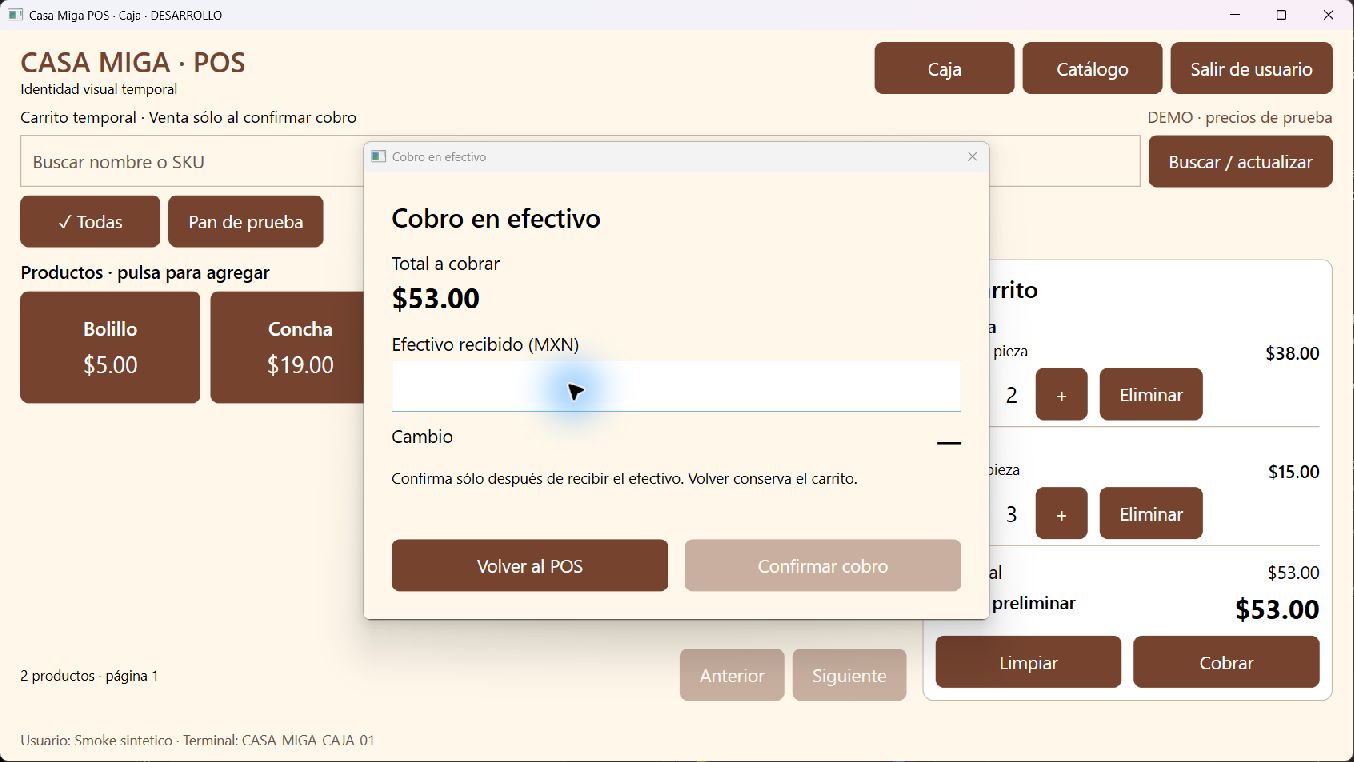 Casa Miga POS · Caja · DESARROLLO
CASA MIGA · POS
Identidad visual temporal
Caja
Catálogo
Salir de usuario
Carrito temporal · Venta sólo al confirmar cobro
DEMO · precios de prueba
Buscar nombre o SKU
Buscar / actualizar
✓ Todas
Pan de prueba
Productos · pulsa para agregar
Bolillo
$5.00
Concha
$19.00
Cobro en efectivo
Cobro en efectivo
Total a cobrar
$53.00
Efectivo recibido (MXN)
Cambio
—
Confirma sólo después de recibir el efectivo. Volver conserva el carrito.
Volver al POS
Confirmar cobro
rrito
a
pieza
$38.00
2
+
Eliminar
pieza
$15.00
3
+
Eliminar
al
$53.00
preliminar
$53.00
Limpiar
Cobrar
2 productos · página 1
Anterior
Siguiente
Usuario: Smoke sintetico · Terminal: CASA_MIGA_CAJA_01